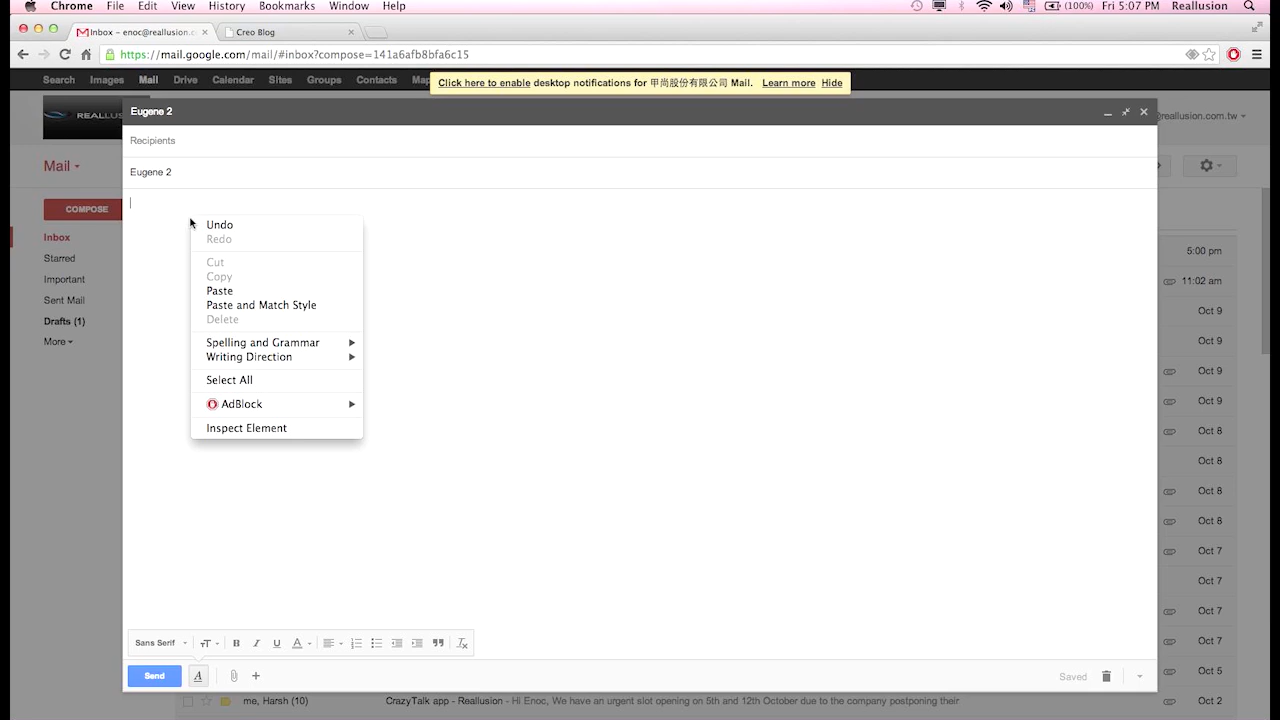 Chrome File Edit View History Bookmarks Window Help (100%) Fri 5:07 PM Reallusion
Inbox – enoc@reallusion.c Creo Blog
https://mail.google.com/mail/#inbox?compose=141a6afb8bfa6c15
Search Images Mail Drive Calendar Sites Groups Contacts
Click here to enable desktop notifications for 甲尚股份有限公司 Mail. Learn more Hide
Eugene 2
@reallusion.com.tw
Recipients
Mail
Eugene 2
COMPOSE
Inbox
Starred
Important
Sent Mail
Drafts (1)
More
Undo
Redo
Cut
Copy
Paste
Paste and Match Style
Delete
Spelling and Grammar
Writing Direction
Select All
AdBlock
Inspect Element
5:00 pm
11:02 am
Oct 9
Oct 9
Oct 9
Oct 9
Oct 8
Oct 8
Oct 8
Oct 8
Oct 7
Oct 7
Oct 7
Oct 7
Oct 5
Sans Serif
Send Saved
me, Harsh (10) CrazyTalk app - Reallusion - Hi Enoc, We have an urgent slot opening on 5th and 12th October due to the company postponing their Oct 2